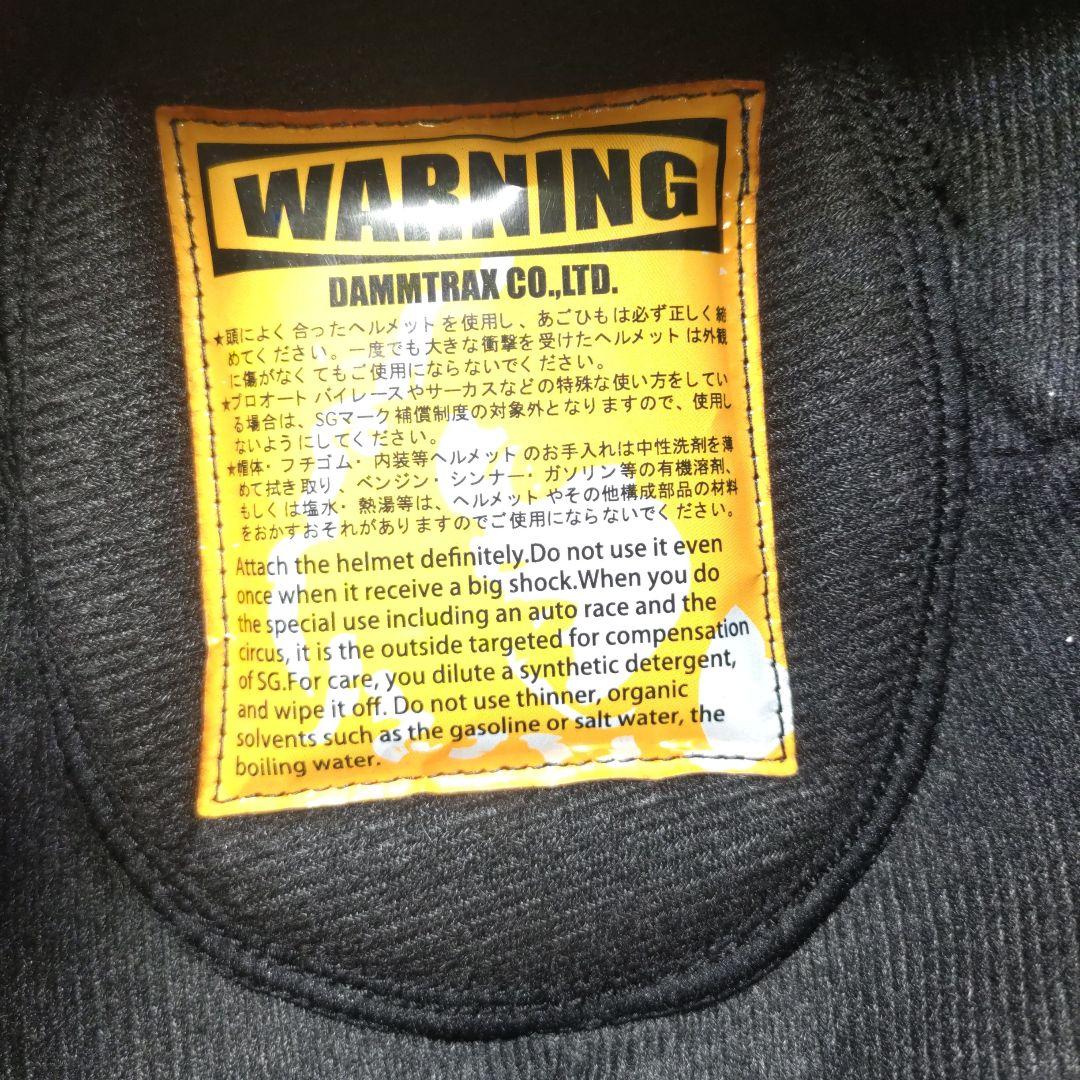 WARNING
DAMMTRAX CO.,LTD.
★頭によく合ったヘルメットを使用し、あごひもは必ず正しく締
めてください。一度でも大きな衝撃を受けたヘルメットは外観
に傷がなくてもご使用にならないでください。
★プロオートバイレースやサーカスなどの特殊な使い方をしてい
る場合は、SGマーク補償制度の対象外となりますので、使用し
ないようにしてください。
★帽体・フチゴム・内装等ヘルメットのお手入れは中性洗剤を薄
めて拭き取り、ベンジン・シンナー・ガソリン等の有機溶剤、
もしくは塩水・熱湯等は、ヘルメットやその他構成部品の材料
をおかすおそれがありますのでご使用にならないでください。
Attach the helmet definitely.Do not use it even
once when it receive a big shock.When you do
the special use including an auto race and the
circus, it is the outside targeted for compensation
of SG.For care, you dilute a synthetic detergent,
and wipe it off. Do not use thinner, organic
solvents such as the gasoline or salt water, the
boiling water.